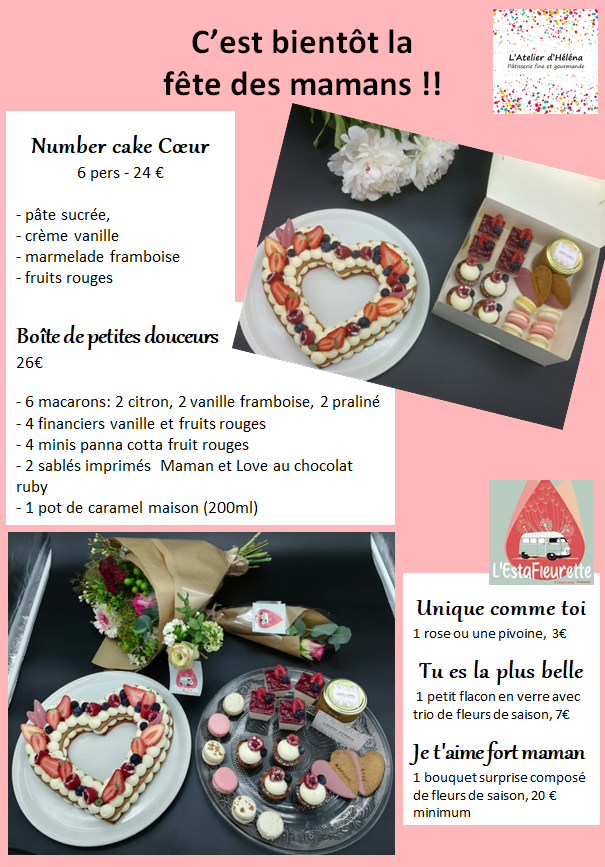 C’est bientôt la
fête des mamans !!
L'Atelier d'Héléna
Pâtisserie fine et gourmande
Number cake Cœur
6 pers - 24 €
- pâte sucrée,
- crème vanille
- marmelade framboise
- fruits rouges
Boîte de petites douceurs
26€
- 6 macarons: 2 citron, 2 vanille framboise, 2 praliné
- 4 financiers vanille et fruits rouges
- 4 minis panna cotta fruit rouges
- 2 sablés imprimés  Maman et Love au chocolat
ruby
- 1 pot de caramel maison (200ml)
L'EstaFleurette
Unique comme toi
1 rose ou une pivoine, 3€
Tu es la plus belle
1 petit flacon en verre avec
trio de fleurs de saison, 7€
Je t'aime fort maman
1 bouquet surprise composé
de fleurs de saison, 20 €
minimum